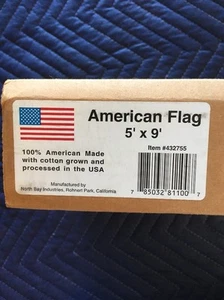 American Flag
5' x 9'
Item #432755
100% American Made
with cotton grown and
processed in the USA
Manufactured by
North Bay Industries, Rohnert Park, California
7 85032 81100 7